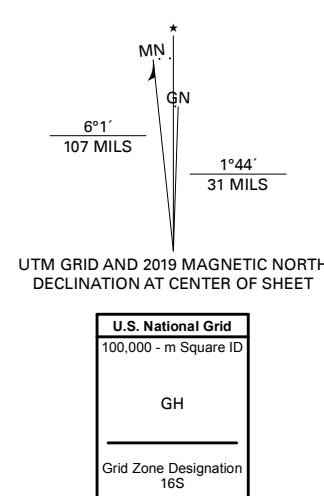 ★
MN
GN
6°1´
107 MILS
1°44´
31 MILS
UTM GRID AND 2019 MAGNETIC NORTH
DECLINATION AT CENTER OF SHEET
U.S. National Grid
100,000 - m Square ID
GH
Grid Zone Designation
16S